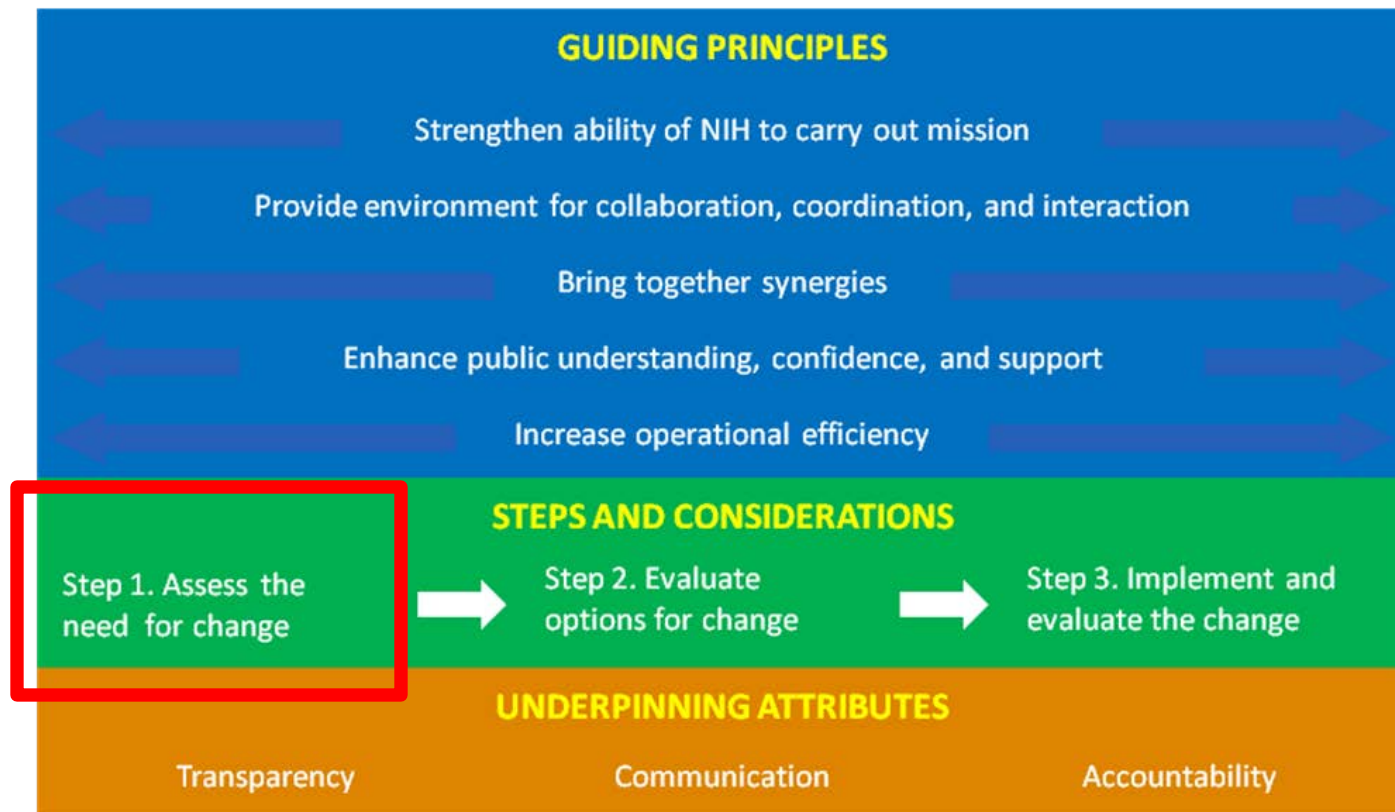 GUIDING PRINCIPLES
Strengthen ability of NIH to carry out mission
Provide environment for collaboration, coordination, and interaction
Bring together synergies
Enhance public understanding, confidence, and support
Increase operational efficiency
STEPS AND CONSIDERATIONS
Step 1. Assess the
need for change
Step 2. Evaluate
options for change
Step 3. Implement and
evaluate the change
UNDERPINNING ATTRIBUTES
Transparency
Communication
Accountability